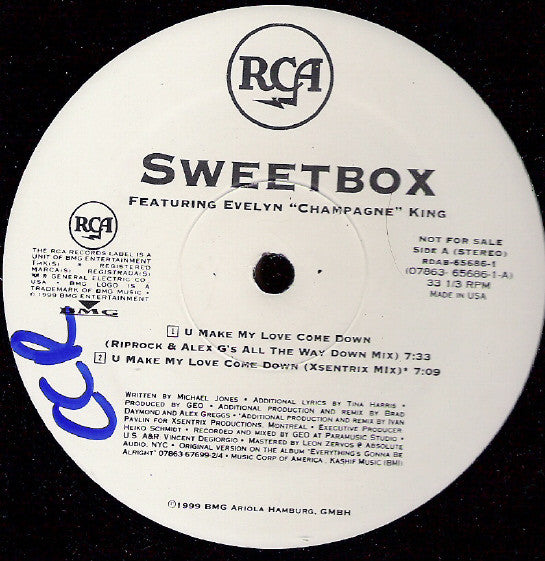 RCA
SWEETBOX
FEATURING EVELYN "CHAMPAGNE" KING
RCA
THE RCA RECORDS LABEL IS A
UNIT OF BMG ENTERTAINMENT
TM(K(S) ® REGISTERED
MARCA(S) ® REGISTRADA(S)
® GENERAL ELECTRIC CO.,
USA • BMG LOGO IS A
TRADEMARK OF BMG MUSIC •
© 1999 BMG ENTERTAINMENT
BMG
NOT FOR SALE
SIDE A (STEREO)
RDAB-65686-1
(07863-65686-1-A)
33 1/3 RPM
MADE IN USA
1 U MAKE MY LOVE COME DOWN
(RIPROCK & ALEX G'S ALL THE WAY DOWN MIX) 7:33
2 U MAKE MY LOVE COME DOWN (XSENTRIX MIX)* 7:09
WRITTEN BY MICHAEL JONES • ADDITIONAL LYRICS BY TINA HARRIS •
PRODUCED BY GEO • ADDITIONAL PRODUCTION AND REMIX BY BRAD
DAYMOND AND ALEX GREGGS • *ADDITIONAL PRODUCTION AND REMIX BY IVAN
PAVLIN FOR XSENTRIX PRODUCTIONS, MONTREAL • EXECUTIVE PRODUCER:
HEIKO SCHMIDT • RECORDED AND MIXED BY GEO AT PARAMUSIC STUDIO •
U.S. A&R: VINCENT DEGIORGIO • MASTERED BY LEON ZERVOS @ ABSOLUTE
AUDIO, NYC • ORIGINAL VERSION ON THE ALBUM "EVERYTHING'S GONNA BE
ALRIGHT" 07863 67699-2/4 • MUSIC CORP OF AMERICA, KASHIF MUSIC (BMI)
℗1999 BMG ARIOLA HAMBURG, GMBH